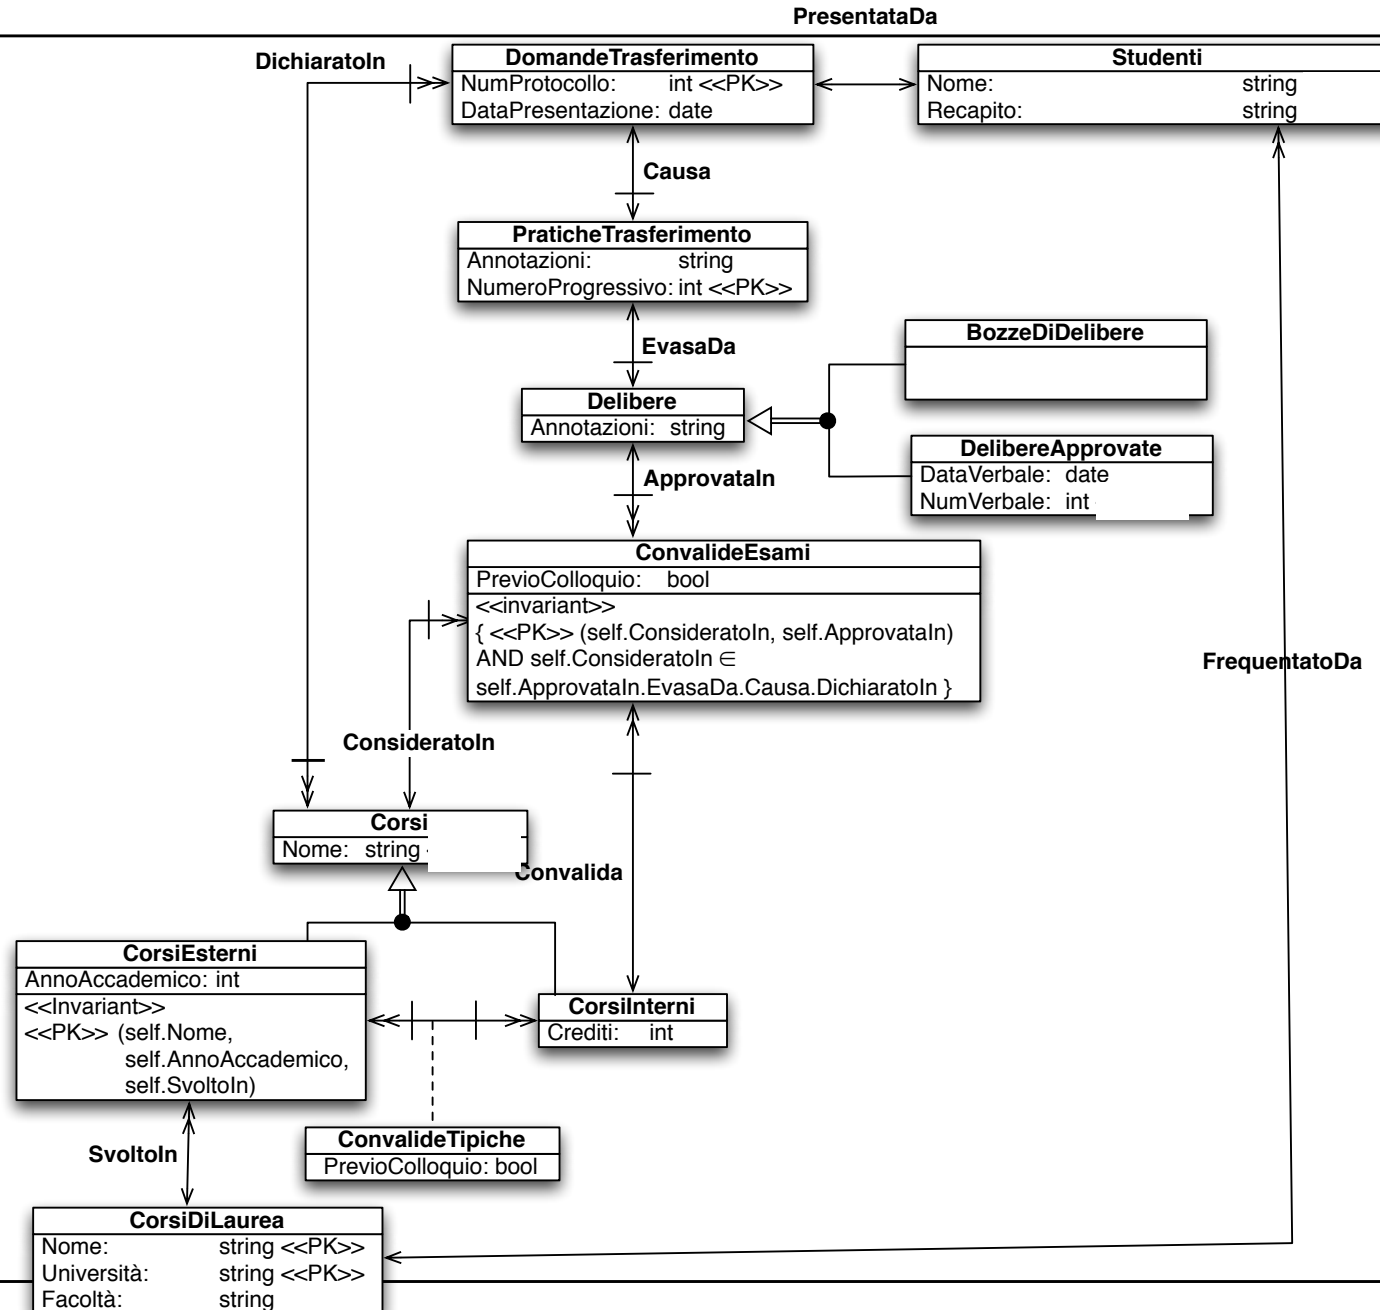 PresentataDa
DichiaratoIn
DomandeTrasferimento
NumProtocollo: int <<PK>>
DataPresentazione: date
Studenti
Nome: string
Recapito: string
Causa
PraticheTrasferimento
Annotazioni: string
NumeroProgressivo: int <<PK>>
EvasaDa
BozzeDiDelibere
Delibere
Annotazioni: string
DelibereApprovate
DataVerbale: date
NumVerbale: int
ApprovataIn
ConvalideEsami
PrevioColloquio: bool
<<invariant>>
{ <<PK>> (self.ConsideratoIn, self.ApprovataIn)
AND self.ConsideratoIn ∈
self.ApprovataIn.EvasaDa.Causa.DichiaratoIn }
FrequentatoDa
ConsideratoIn
Corsi
Nome: string
Convalida
CorsiEsterni
AnnoAccademico: int
<<Invariant>>
<<PK>> (self.Nome,
self.AnnoAccademico,
self.SvoltoIn)
CorsiInterni
Crediti: int
ConvalideTipiche
PrevioColloquio: bool
SvoltoIn
CorsiDiLaurea
Nome: string <<PK>>
Università: string <<PK>>
Facoltà: string